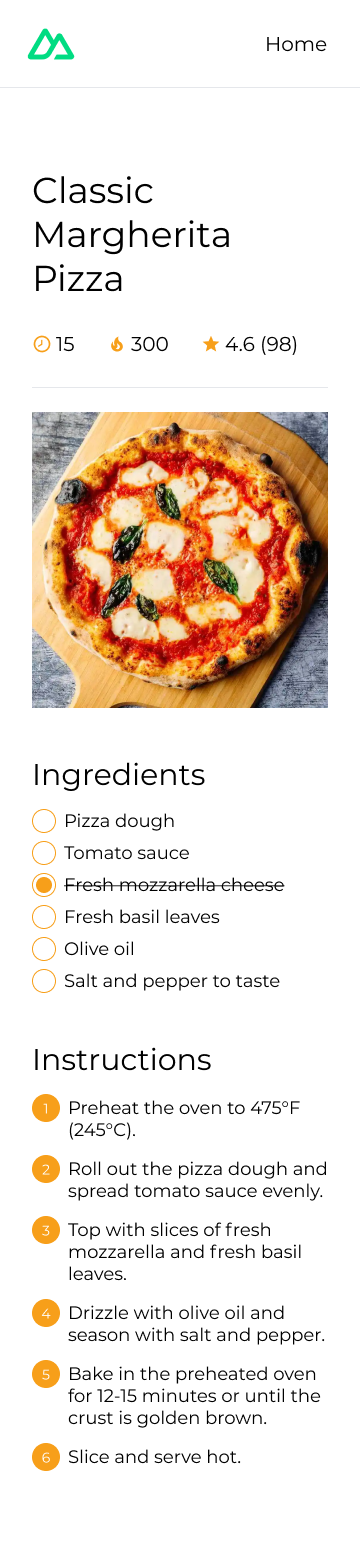 Home
Classic
Margherita
Pizza
15 300 4.6 (98)
Ingredients
Pizza dough
Tomato sauce
Fresh mozzarella cheese
Fresh basil leaves
Olive oil
Salt and pepper to taste
Instructions
1 Preheat the oven to 475°F
(245°C).
2 Roll out the pizza dough and
spread tomato sauce evenly.
3 Top with slices of fresh
mozzarella and fresh basil
leaves.
4 Drizzle with olive oil and
season with salt and pepper.
5 Bake in the preheated oven
for 12-15 minutes or until the
crust is golden brown.
6 Slice and serve hot.